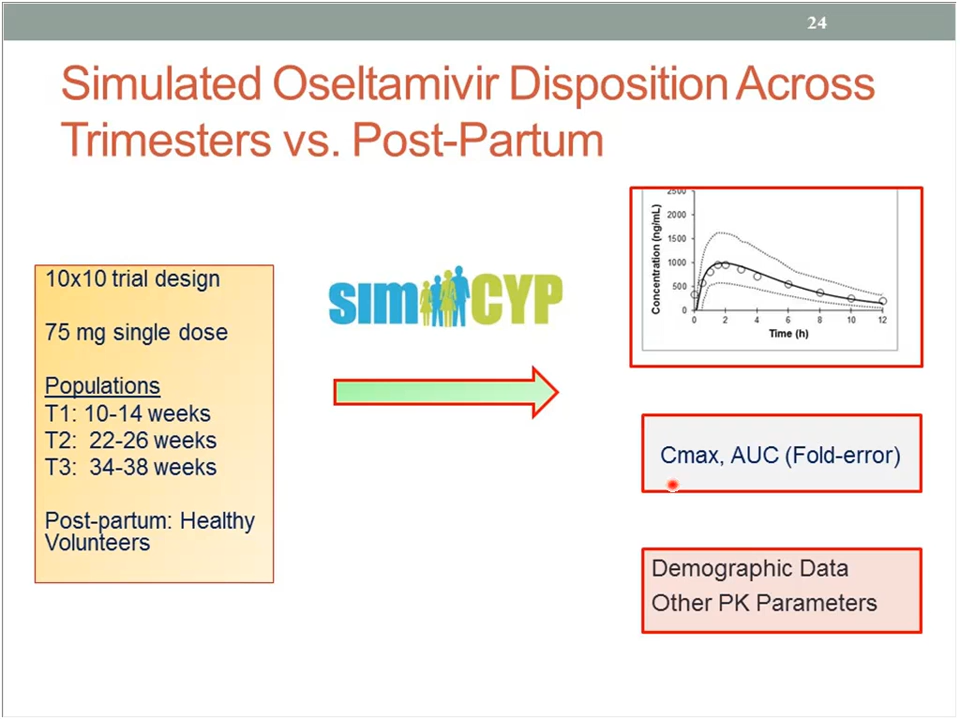 24
Simulated Oseltamivir Disposition Across
Trimesters vs. Post-Partum
10x10 trial design
75 mg single dose
Populations
T1: 10-14 weeks
T2: 22-26 weeks
T3: 34-38 weeks
Post-partum: Healthy
Volunteers
simCYP
Concentration (ng/mL)
2500
2000
1500
1000
500
0
0 2 4 6 8 10 12
Time (h)
Cmax, AUC (Fold-error)
Demographic Data
Other PK Parameters